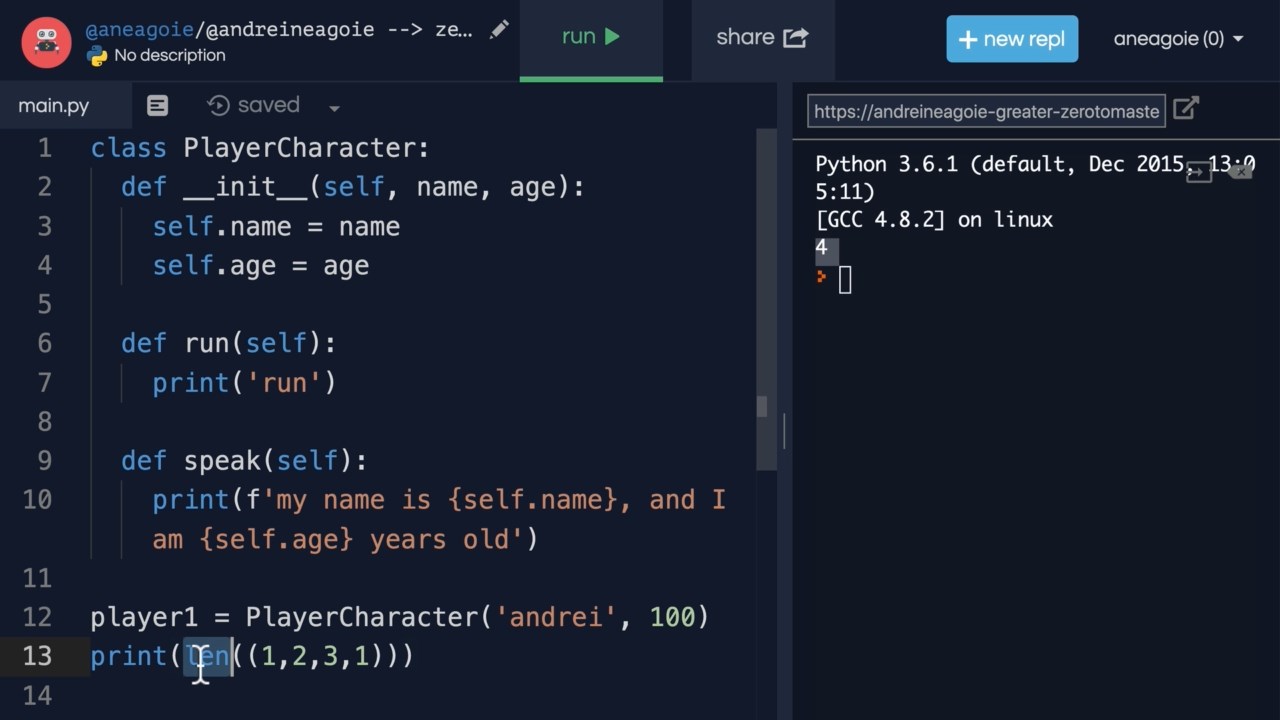 @aneagoie/@andreineagoie --> ze...
No description
run
share
+ new repl
aneagoie (0)
main.py
saved
https://andreineagoie-greater-zerotomaste
1 class PlayerCharacter:
2   def __init__(self, name, age):
3     self.name = name
4     self.age = age
5
6   def run(self):
7     print('run')
8
9   def speak(self):
10     print(f'my name is {self.name}, and I
am {self.age} years old')
11
12 player1 = PlayerCharacter('andrei', 100)
13 print(len((1,2,3,1)))
14
Python 3.6.1 (default, Dec 2015, 13:0
5:11)
[GCC 4.8.2] on linux
4